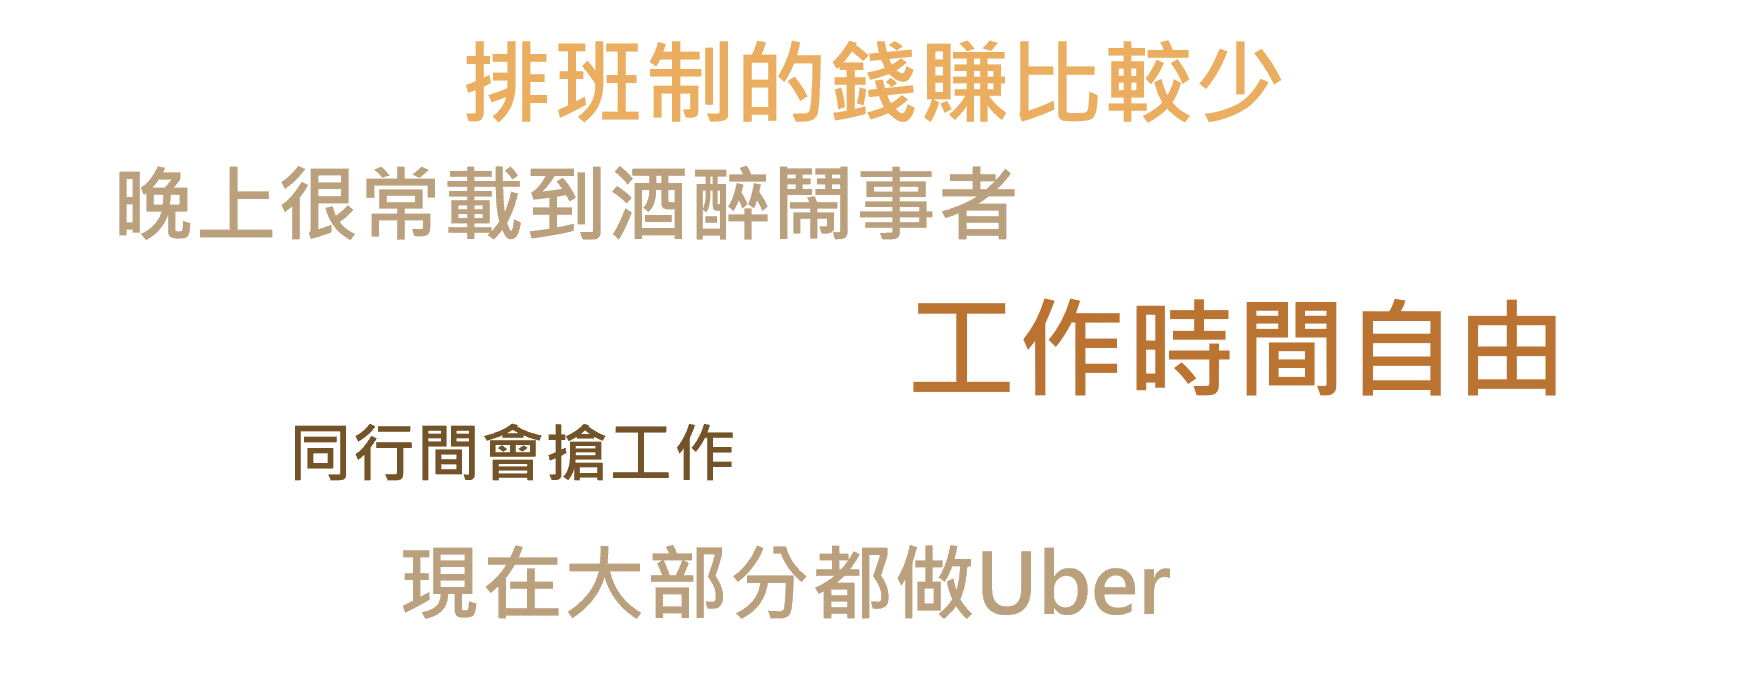 排班制的錢賺比較少
晚上很常載到酒醉鬧事者
工作時間自由
同行間會搶工作
現在大部分都做Uber